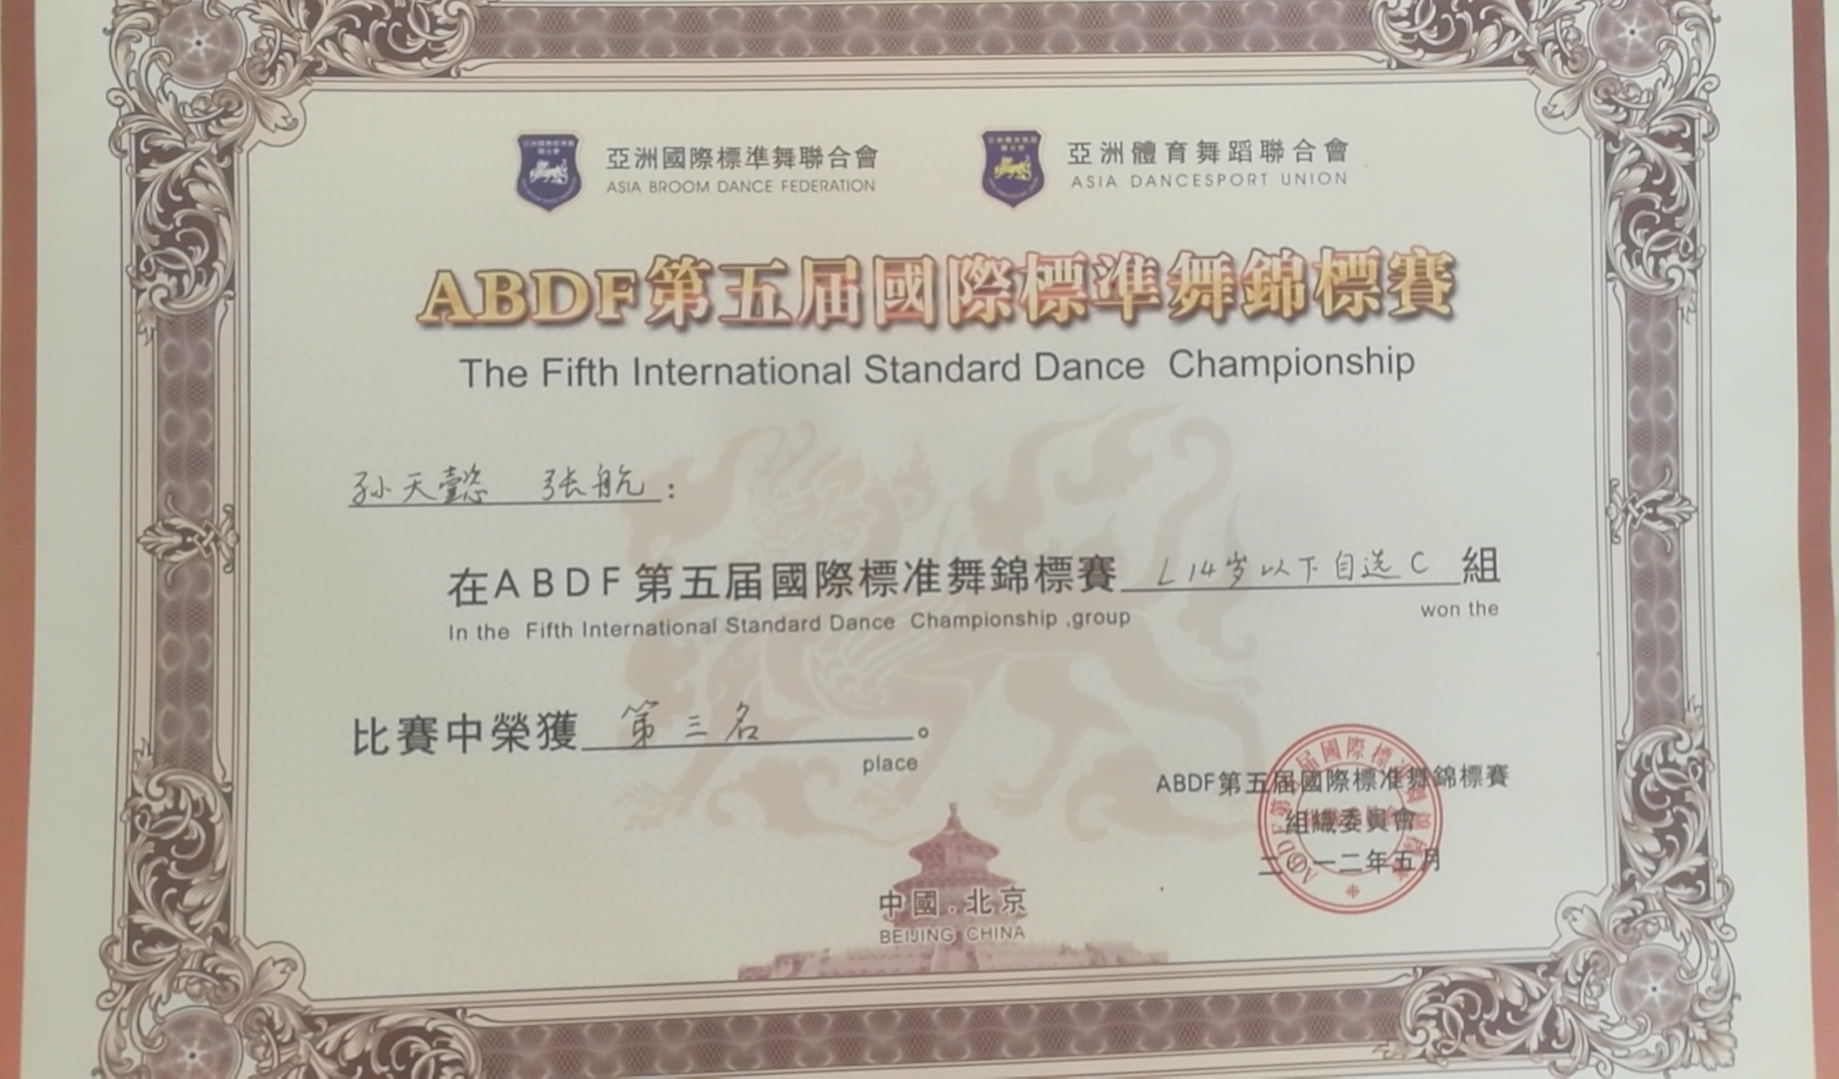 亞洲國際標準舞聯合會
ASIA BROOM DANCE FEDERATION
亞洲體育舞蹈聯合會
ASIA DANCESPORT UNION
ABDF第五届國際標準舞錦標賽
The Fifth International Standard Dance Championship
孙天懿 张航：
在ABDF第五届國際標准舞錦標賽 L14岁以下自选C 組
In the Fifth International Standard Dance Championship ,group won the
比賽中榮獲 第三名 。
place
ABDF第五届國際標准舞錦標賽
組織委員會
二〇一二年五月
中國.北京
BEIJING CHINA